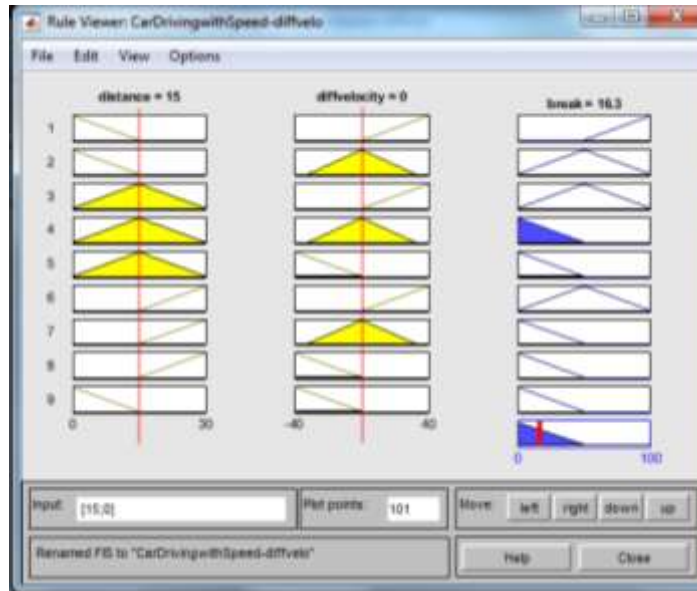 Rule Viewer: CarDrivingwithSpeed-diffvelo
File Edit View Options
distance = 15
diffvelocity = 0
break = 16.3
1
2
3
4
5
6
7
8
9
0 30
-40 40
0 100
Input: [15;0]
Plot points: 101
Move: left right down up
Renamed FIS to "CarDrivingwithSpeed-diffvelo"
Help Close